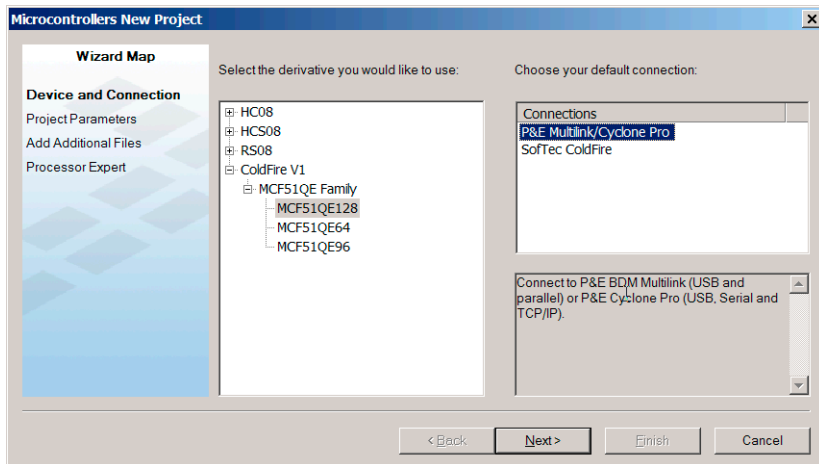 Microcontrollers New Project
Wizard Map
Device and Connection
Project Parameters
Add Additional Files
Processor Expert
Select the derivative you would like to use:
HC08
HCS08
RS08
ColdFire V1
MCF51QE Family
MCF51QE128
MCF51QE64
MCF51QE96
Choose your default connection:
Connections
P&E Multilink/Cyclone Pro
SofTec ColdFire
Connect to P&E BDM Multilink (USB and
parallel) or P&E Cyclone Pro (USB, Serial and
TCP/IP).
< Back
Next >
Finish
Cancel